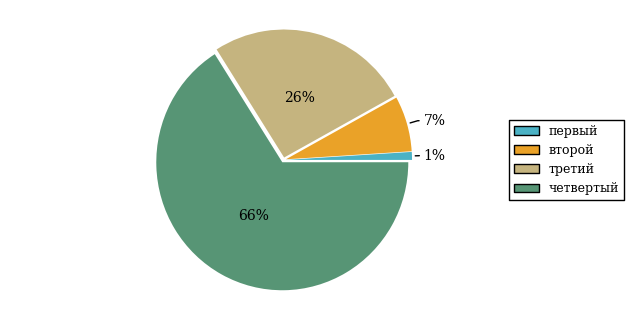 26%
7%
1%
66%
первый
второй
третий
четвертый